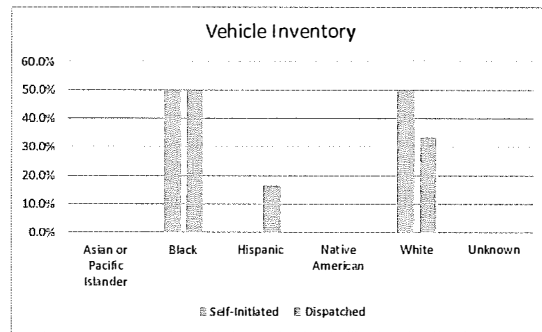 Vehicle Inventory
60.0%
50.0%
40.0%
30.0%
20.0%
10.0%
0.0%
Asian or Pacific Islander
Black
Hispanic
Native American
White
Unknown
Self-Initiated
Dispatched